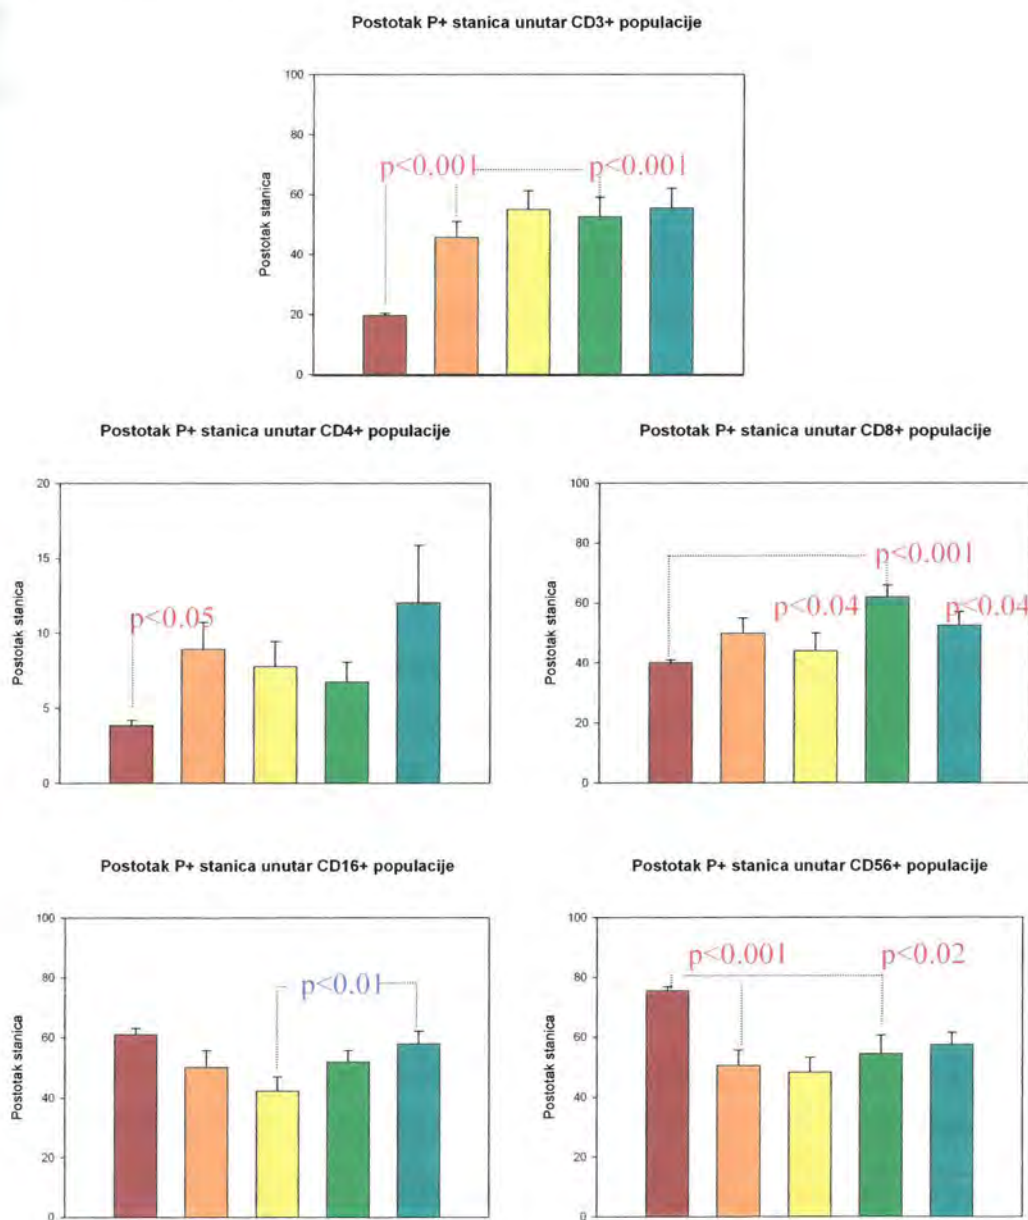 Postotak P+ stanica unutar CD3+ populacije
100
80
60
40
20
0
Postotak stanica
p<0.001
p<0.001
Postotak P+ stanica unutar CD4+ populacije
20
15
10
5
0
Postotak stanica
p<0.05
Postotak P+ stanica unutar CD8+ populacije
100
80
60
40
20
0
Postotak stanica
p<0.001
p<0.04
p<0.04
Postotak P+ stanica unutar CD16+ populacije
100
80
60
40
20
0
Postotak stanica
p<0.01
Postotak P+ stanica unutar CD56+ populacije
100
80
60
40
20
0
Postotak stanica
p<0.001
p<0.02